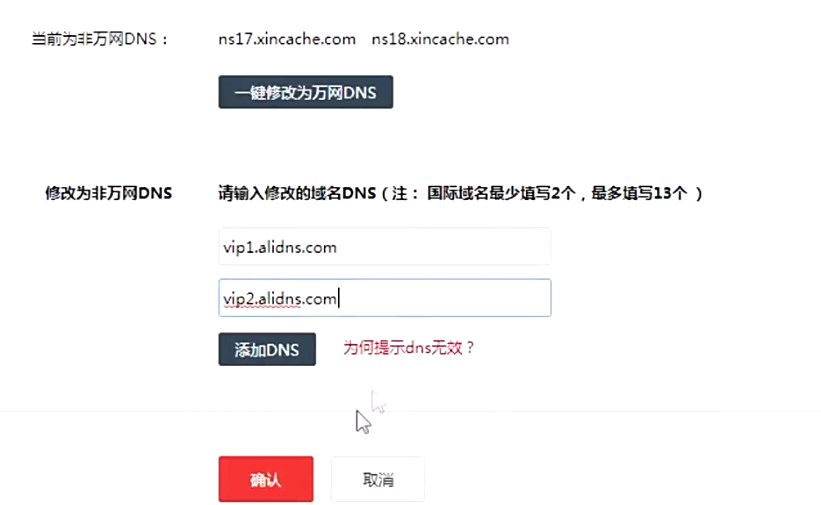 当前为非万网DNS： ns17.xincache.com ns18.xincache.com
一键修改为万网DNS
修改为非万网DNS 请输入修改的域名DNS（注： 国际域名最少填写2个，最多填写13个 ）
vip1.alidns.com
vip2.alidns.com
添加DNS 为何提示dns无效？
确认 取消